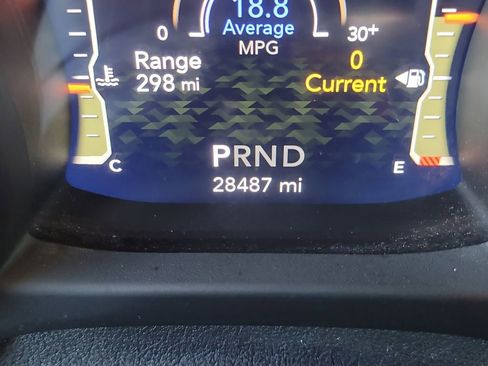 18.8
Average
MPG
0
30+
Range
298 mi
0
Current
PRND
C
E
28487 mi